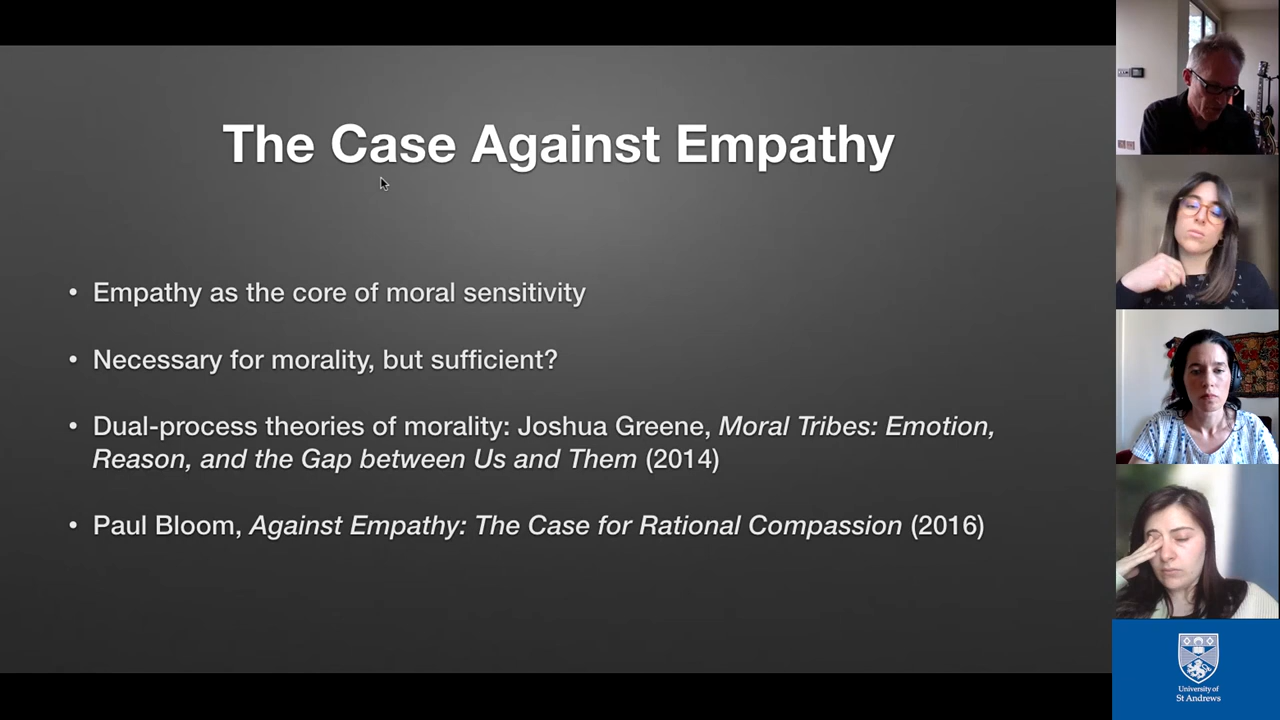 The Case Against Empathy
• Empathy as the core of moral sensitivity
• Necessary for morality, but sufficient?
• Dual-process theories of morality: Joshua Greene, Moral Tribes: Emotion,
Reason, and the Gap between Us and Them (2014)
• Paul Bloom, Against Empathy: The Case for Rational Compassion (2016)
University of
St Andrews